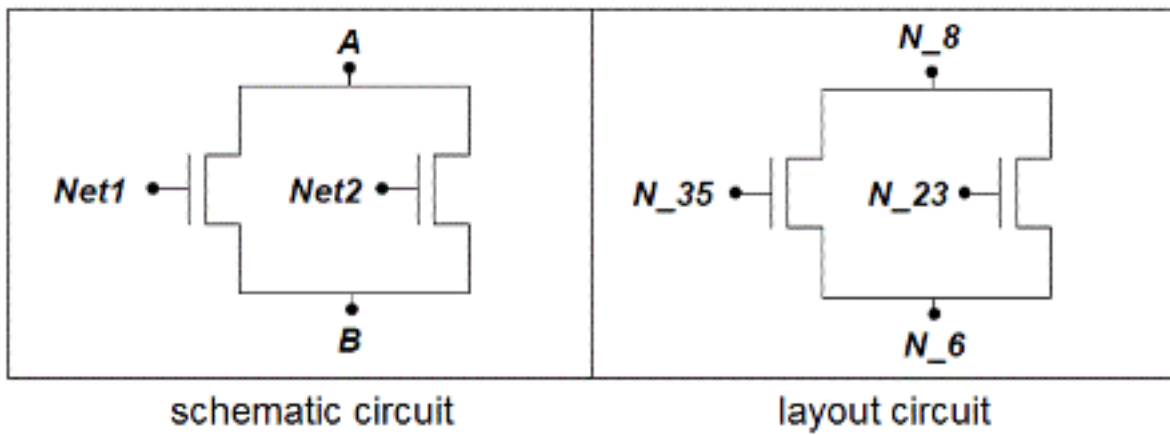 A
Net1
Net2
B
schematic circuit
N_8
N_35
N_23
N_6
layout circuit